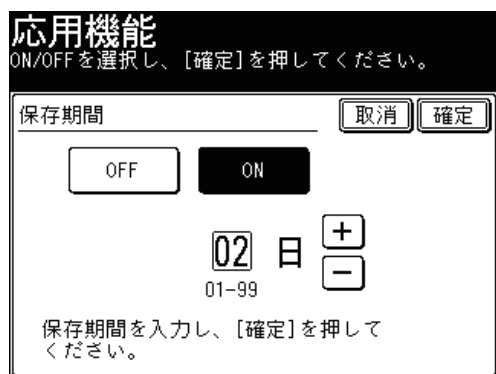 応用機能
ON/OFFを選択し、[確定]を押してください。
保存期間 取消 確定
OFF ON
02 日 +
−
01-99
保存期間を入力し、[確定]を押して
ください。